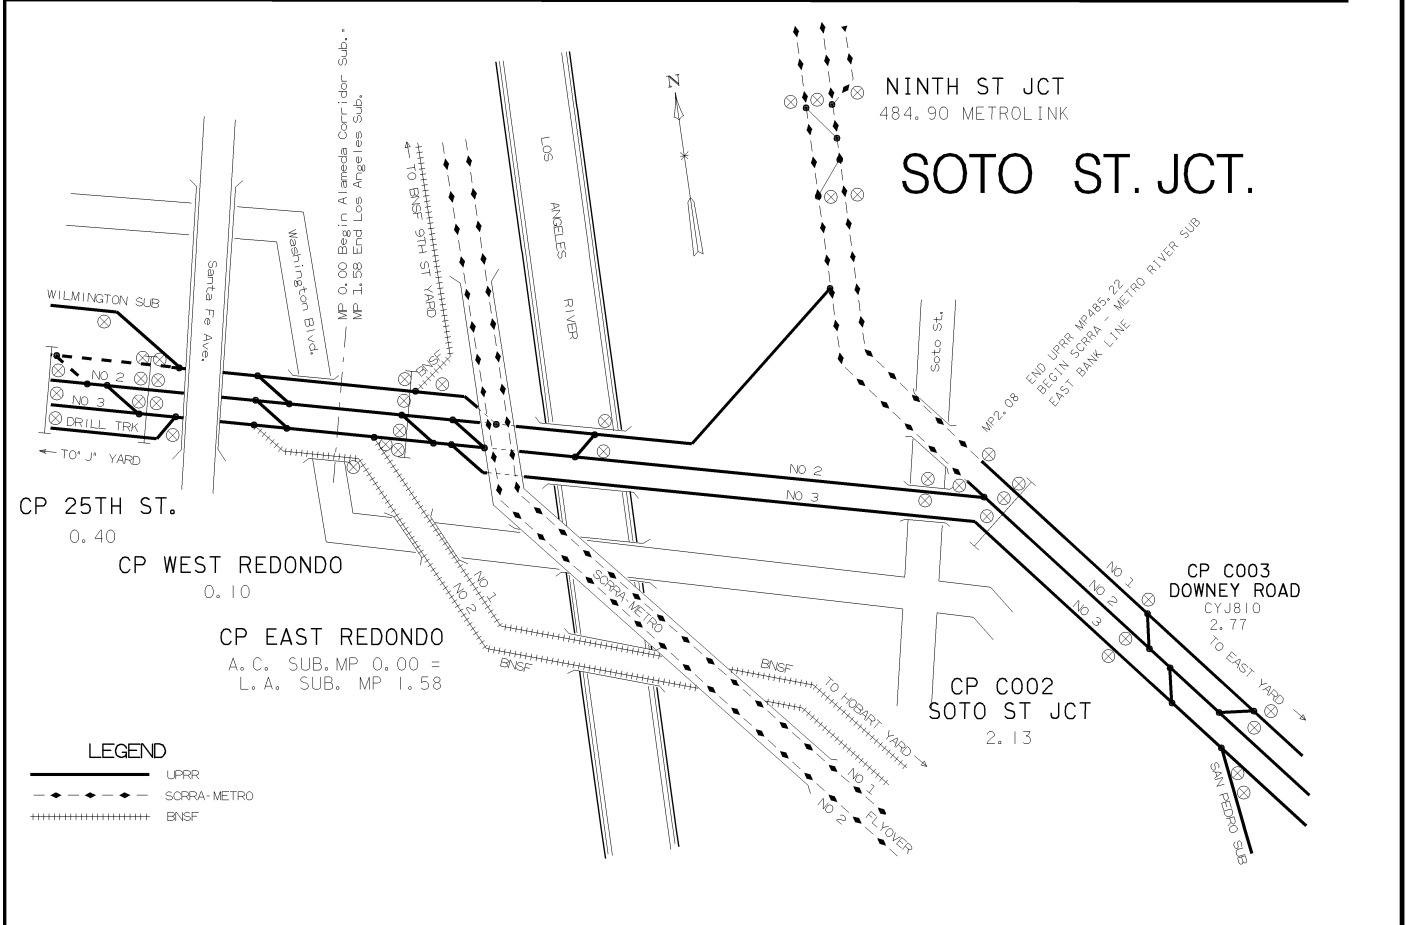 NINTH ST JCT
484.90 METROLINK
SOTO ST. JCT.
N
MP 0.00 Begin Alameda Corridor Sub. =
MP 1.58 End Los Angeles Sub.
TO BNSF 9TH ST YARD
LOS ANGELES RIVER
Santa Fe Ave.
Washington Blvd.
WILMINGTON SUB
NO 2
NO 3
DRILL TRK
TO "J" YARD
BNSF
Soto St.
MP2.08 END UPRR MP485.22
BEGIN SCRRA - METRO RIVER SUB
EAST BANK LINE
NO 2
NO 3
CP 25TH ST.
0.40
CP WEST REDONDO
0.10
CP EAST REDONDO
A.C. SUB.MP 0.00 =
L.A. SUB. MP 1.58
NO 1
NO 2
SCRRA-METRO
BNSF
BNSF
TO HOBART YARD
NO 1
NO 2
FLYOVER
NO 1
NO 2
NO 3
CP C003
DOWNEY ROAD
CYJ810
2.77
TO EAST YARD
CP C002
SOTO ST JCT
2.13
SAN PEDRO SUB
LEGEND
UPRR
SCRRA-METRO
BNSF